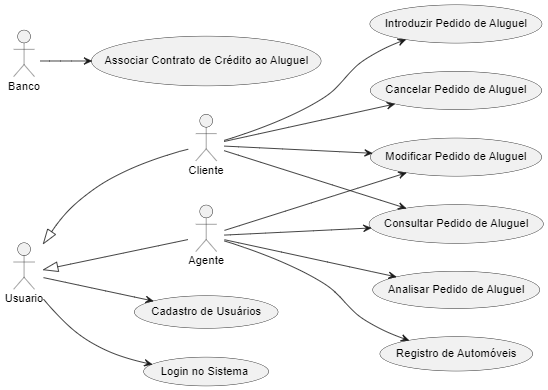 Introduzir Pedido de Aluguel
Associar Contrato de Crédito ao Aluguel
Banco
Cancelar Pedido de Aluguel
Cliente
Modificar Pedido de Aluguel
Consultar Pedido de Aluguel
Agente
Usuario
Analisar Pedido de Aluguel
Cadastro de Usuários
Registro de Automóveis
Login no Sistema